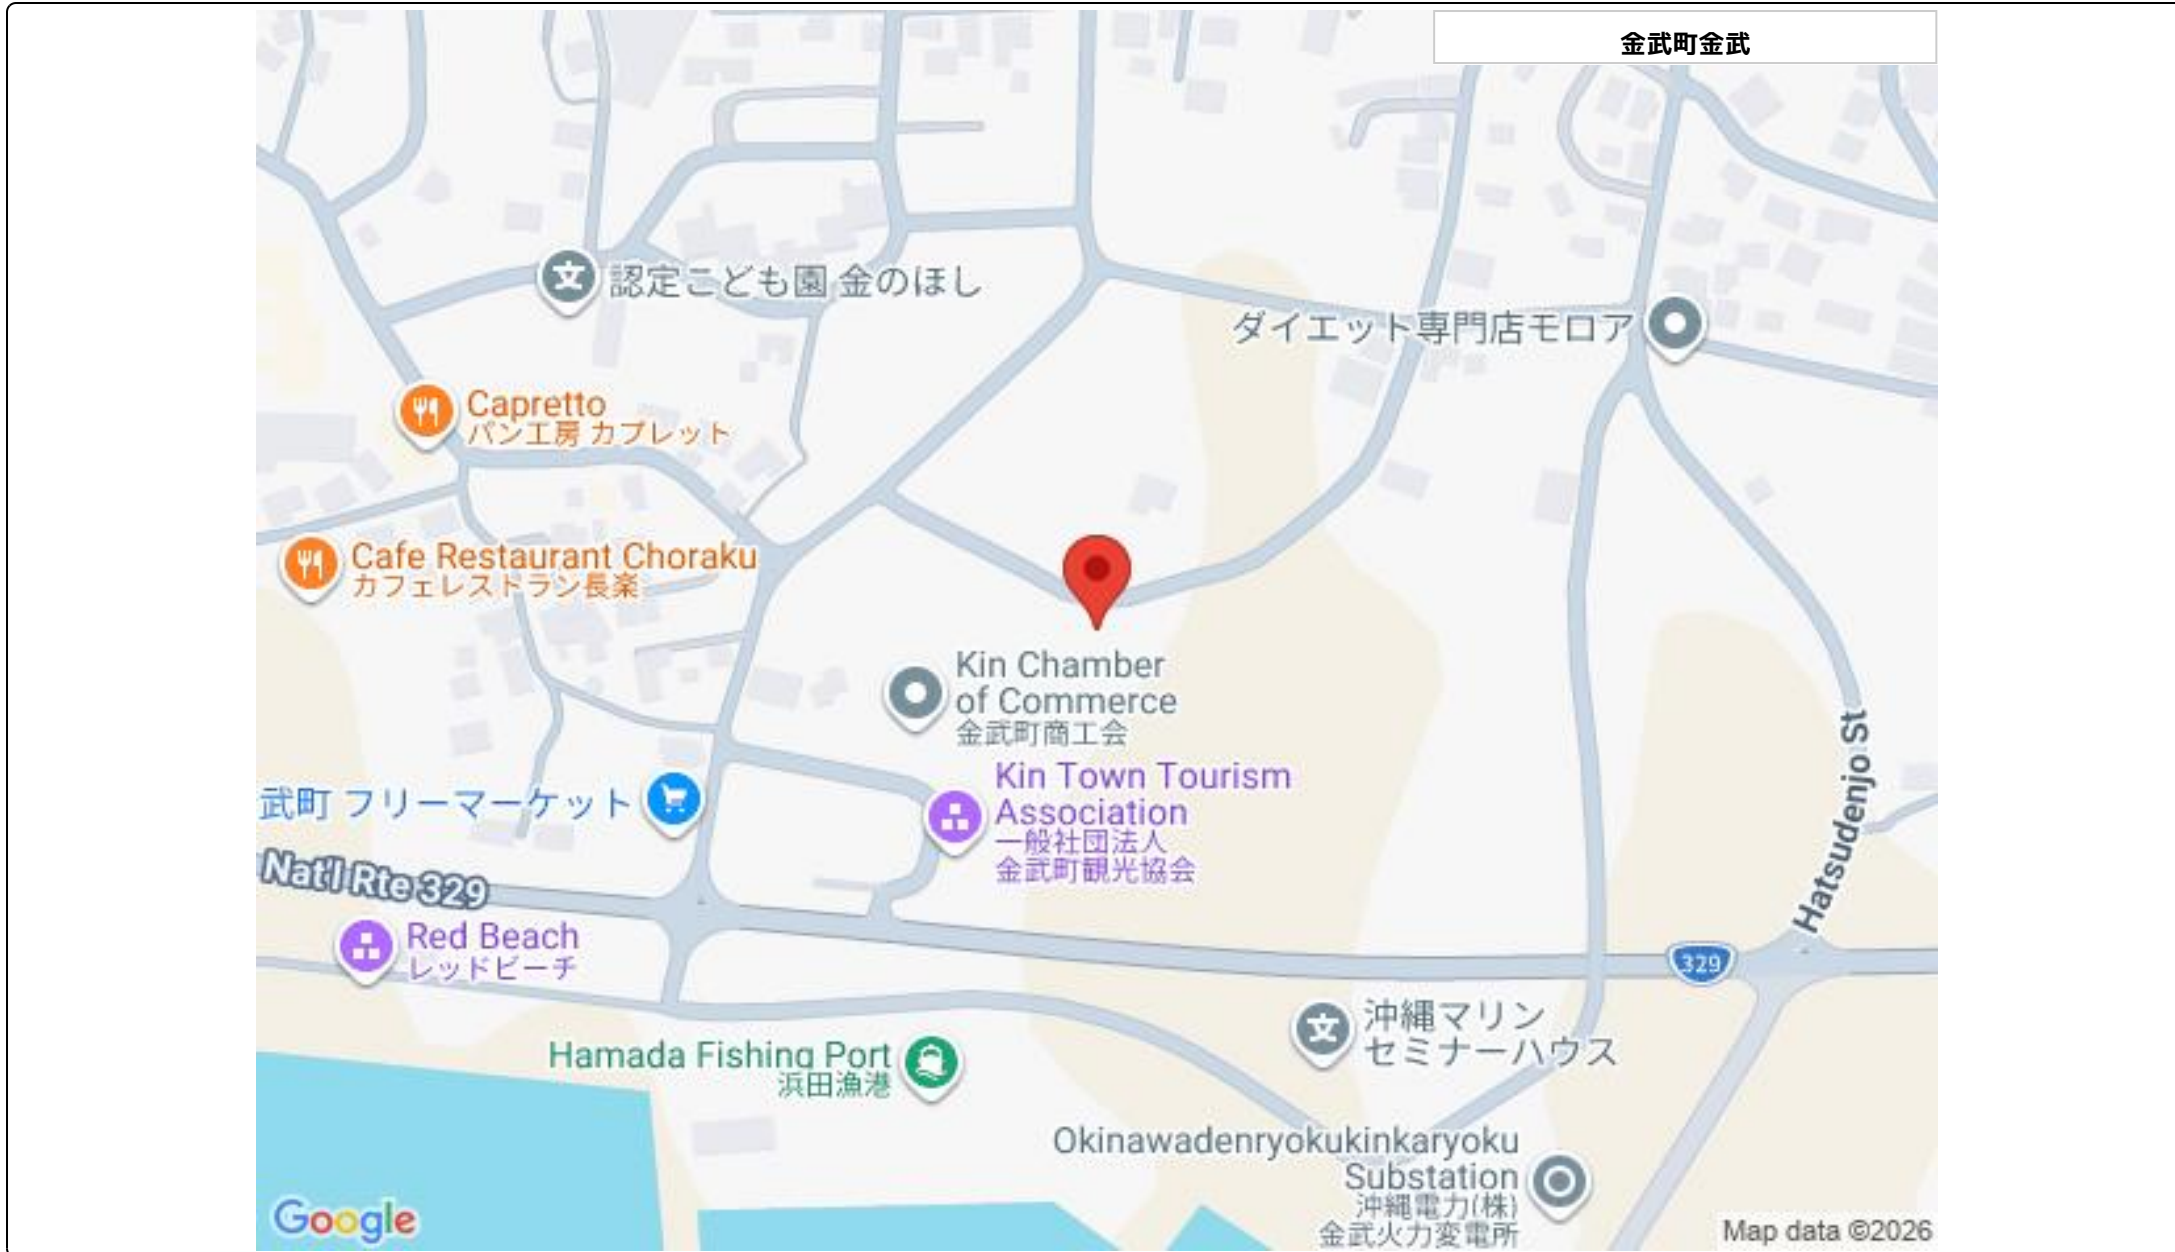 金武町金武
認定こども園 金のほし
ダイエット専門店モロア
Capretto
パン工房 カプレット
Cafe Restaurant Choraku
カフェレストラン長楽
Kin Chamber
of Commerce
金武町商工会
Kin Town Tourism
Association
一般社団法人
金武町観光協会
武町 フリーマーケット
Nat'l Rte 329
Hatsudenjo St
Red Beach
レッドビーチ
329
沖縄マリン
セミナーハウス
Hamada Fishing Port
浜田漁港
Okinawadenryokukinkaryoku
Substation
沖縄電力(株)
金武火力変電所
Google
Map data ©2026